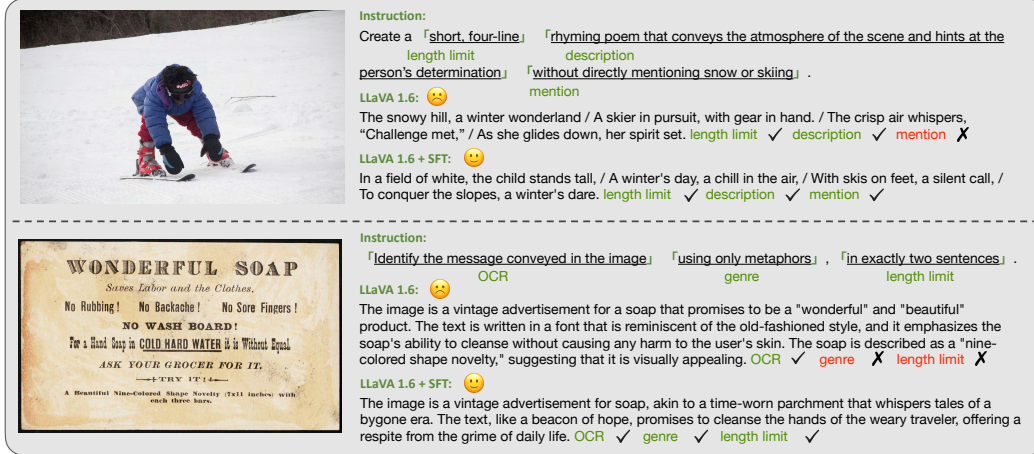 Instruction:
Create a 「short, four-line」 「rhyming poem that conveys the atmosphere of the scene and hints at the
length limit description
person's determination」 「without directly mentioning snow or skiing」 .
mention
LLaVA 1.6:
The snowy hill, a winter wonderland / A skier in pursuit, with gear in hand. / The crisp air whispers,
"Challenge met," / As she glides down, her spirit set. length limit ✓ description ✓ mention ✗
LLaVA 1.6 + SFT:
In a field of white, the child stands tall, / A winter's day, a chill in the air, / With skis on feet, a silent call, /
To conquer the slopes, a winter's dare. length limit ✓ description ✓ mention ✓
WONDERFUL SOAP
Saves Labor and the Clothes.
No Rubbing! No Backache! No Sore Fingers!
NO WASH BOARD!
For a Hand Soap in COLD HARD WATER it is Without Equal.
ASK YOUR GROCER FOR IT.
TRY IT!
A Beautiful Nine-Colored Shape Novelty (7x11 inches) with
each three bars.
Instruction:
「Identify the message conveyed in the image」 「using only metaphors」 , 「in exactly two sentences」 .
OCR genre length limit
LLaVA 1.6:
The image is a vintage advertisement for a soap that promises to be a "wonderful" and "beautiful"
product. The text is written in a font that is reminiscent of the old-fashioned style, and it emphasizes the
soap's ability to cleanse without causing any harm to the user's skin. The soap is described as a "nine-
colored shape novelty," suggesting that it is visually appealing. OCR ✓ genre ✗ length limit ✗
LLaVA 1.6 + SFT:
The image is a vintage advertisement for soap, akin to a time-worn parchment that whispers tales of a
bygone era. The text, like a beacon of hope, promises to cleanse the hands of the weary traveler, offering a
respite from the grime of daily life. OCR ✓ genre ✓ length limit ✓